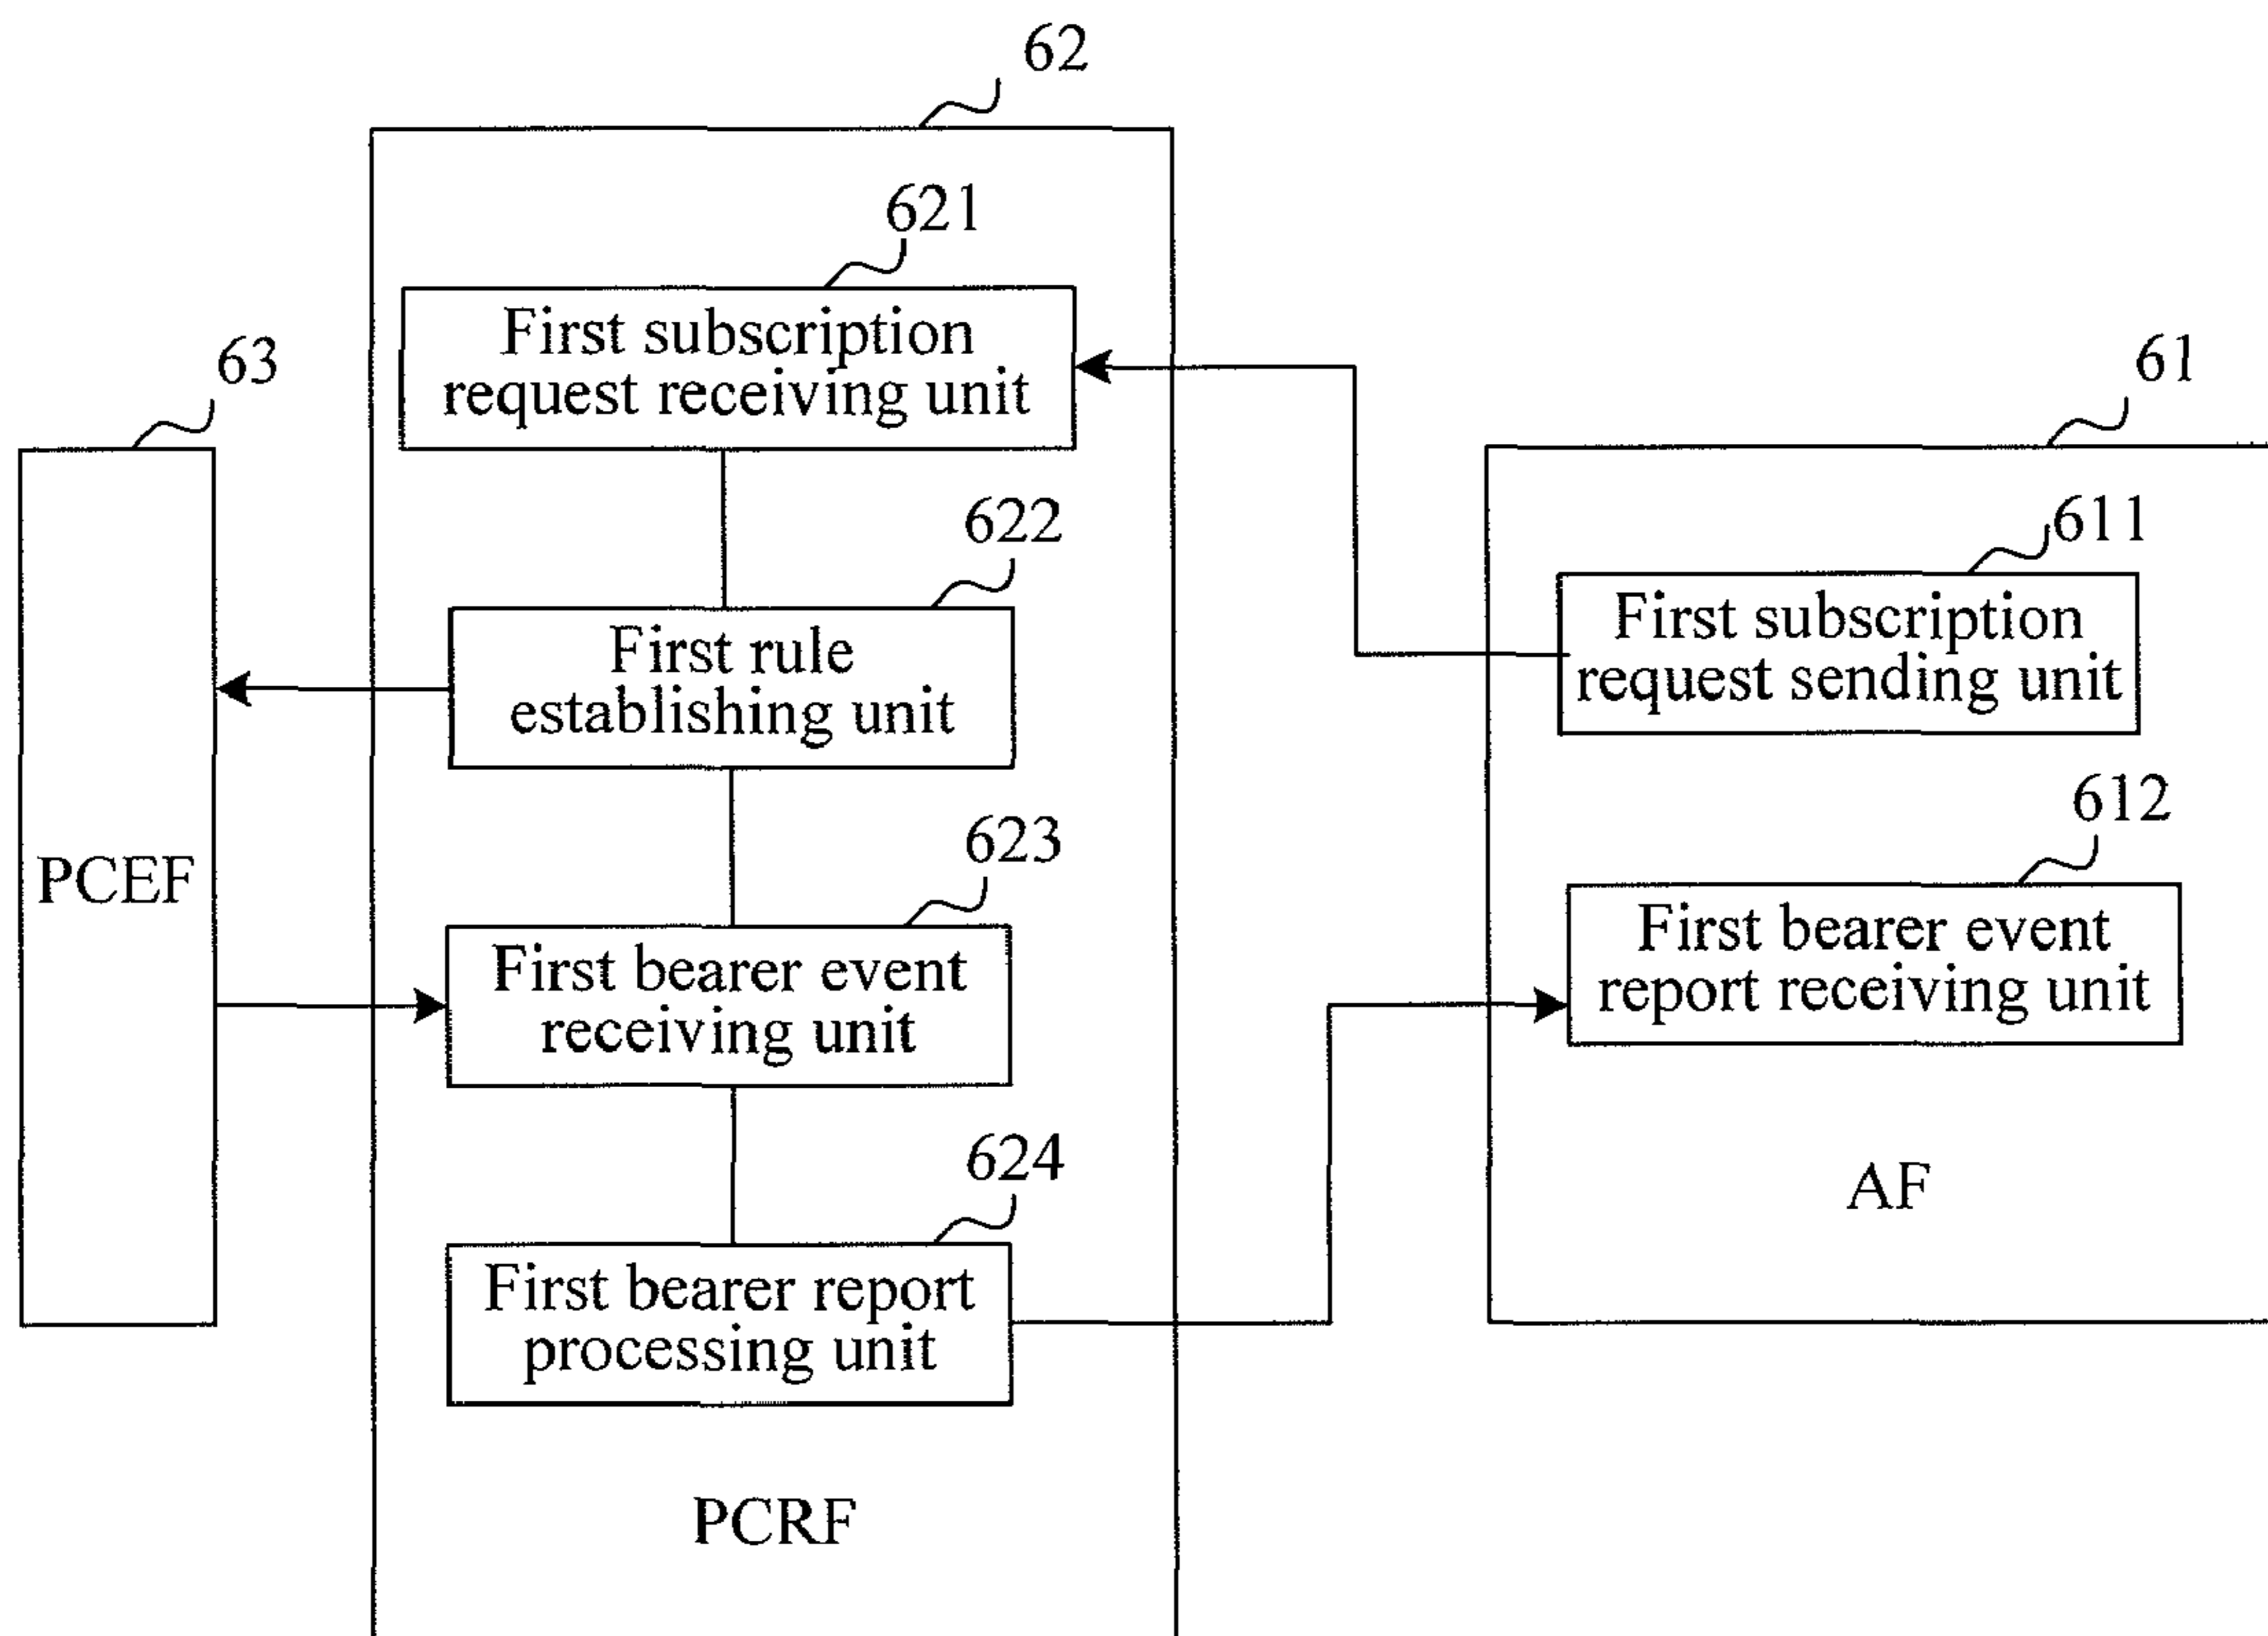 62
621
First subscription
request receiving unit
63
61
622
611
First rule
establishing unit
First subscription
request sending unit
623
612
PCEF
First bearer event
receiving unit
First bearer event
report receiving unit
624
AF
First bearer report
processing unit
PCRF